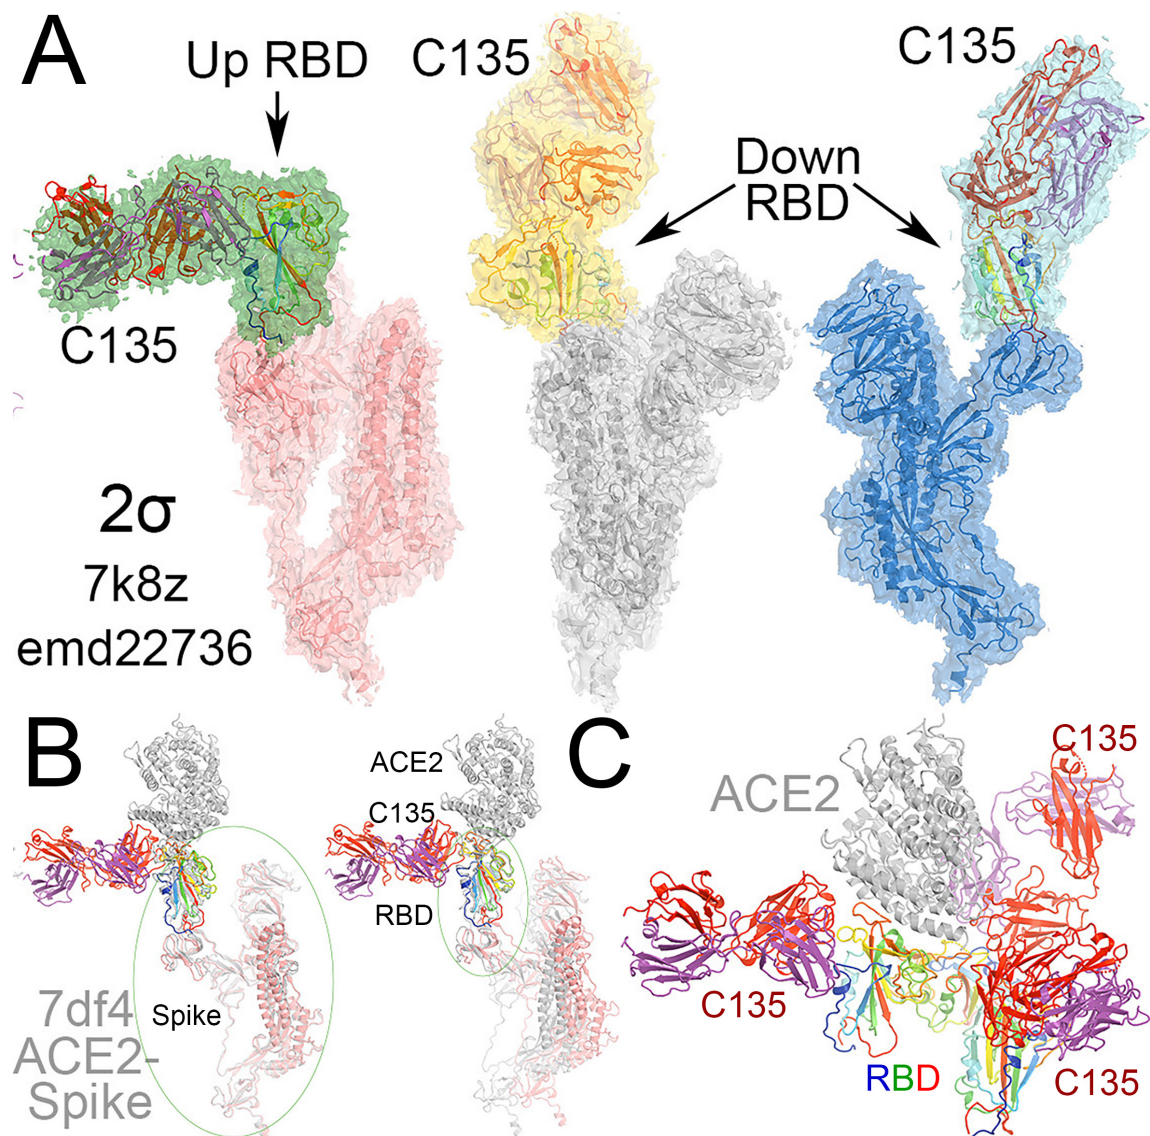 A
Up RBD
C135
C135
Down
RBD
C135
2σ
7k8z
emd22736
B
ACE2
C135
RBD
Spike
7df4
ACE2-
Spike
C
ACE2
C135
C135
RBD
C135